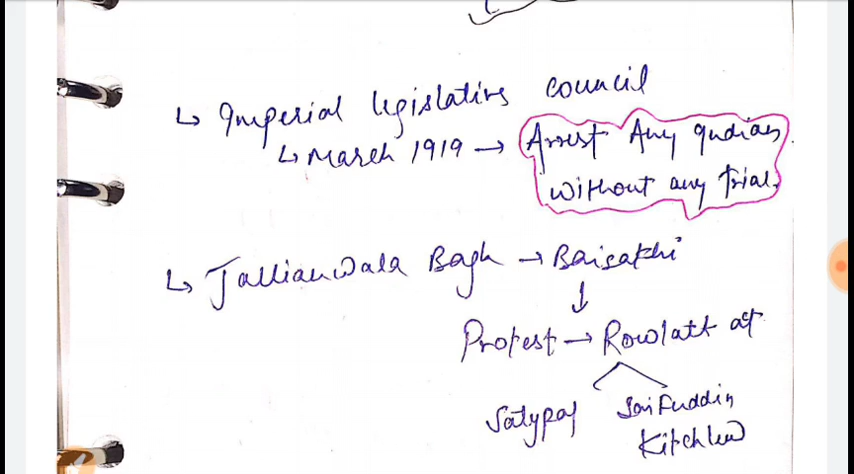 ↳ Imperial legislative council
↳ March 1919 → Arrest Any Indian
without any Trial.
↳ Jallianwala Bagh → Baisakhi
↓
Protest → Rowlatt act
Satypal Saifuddin
Kitchlew